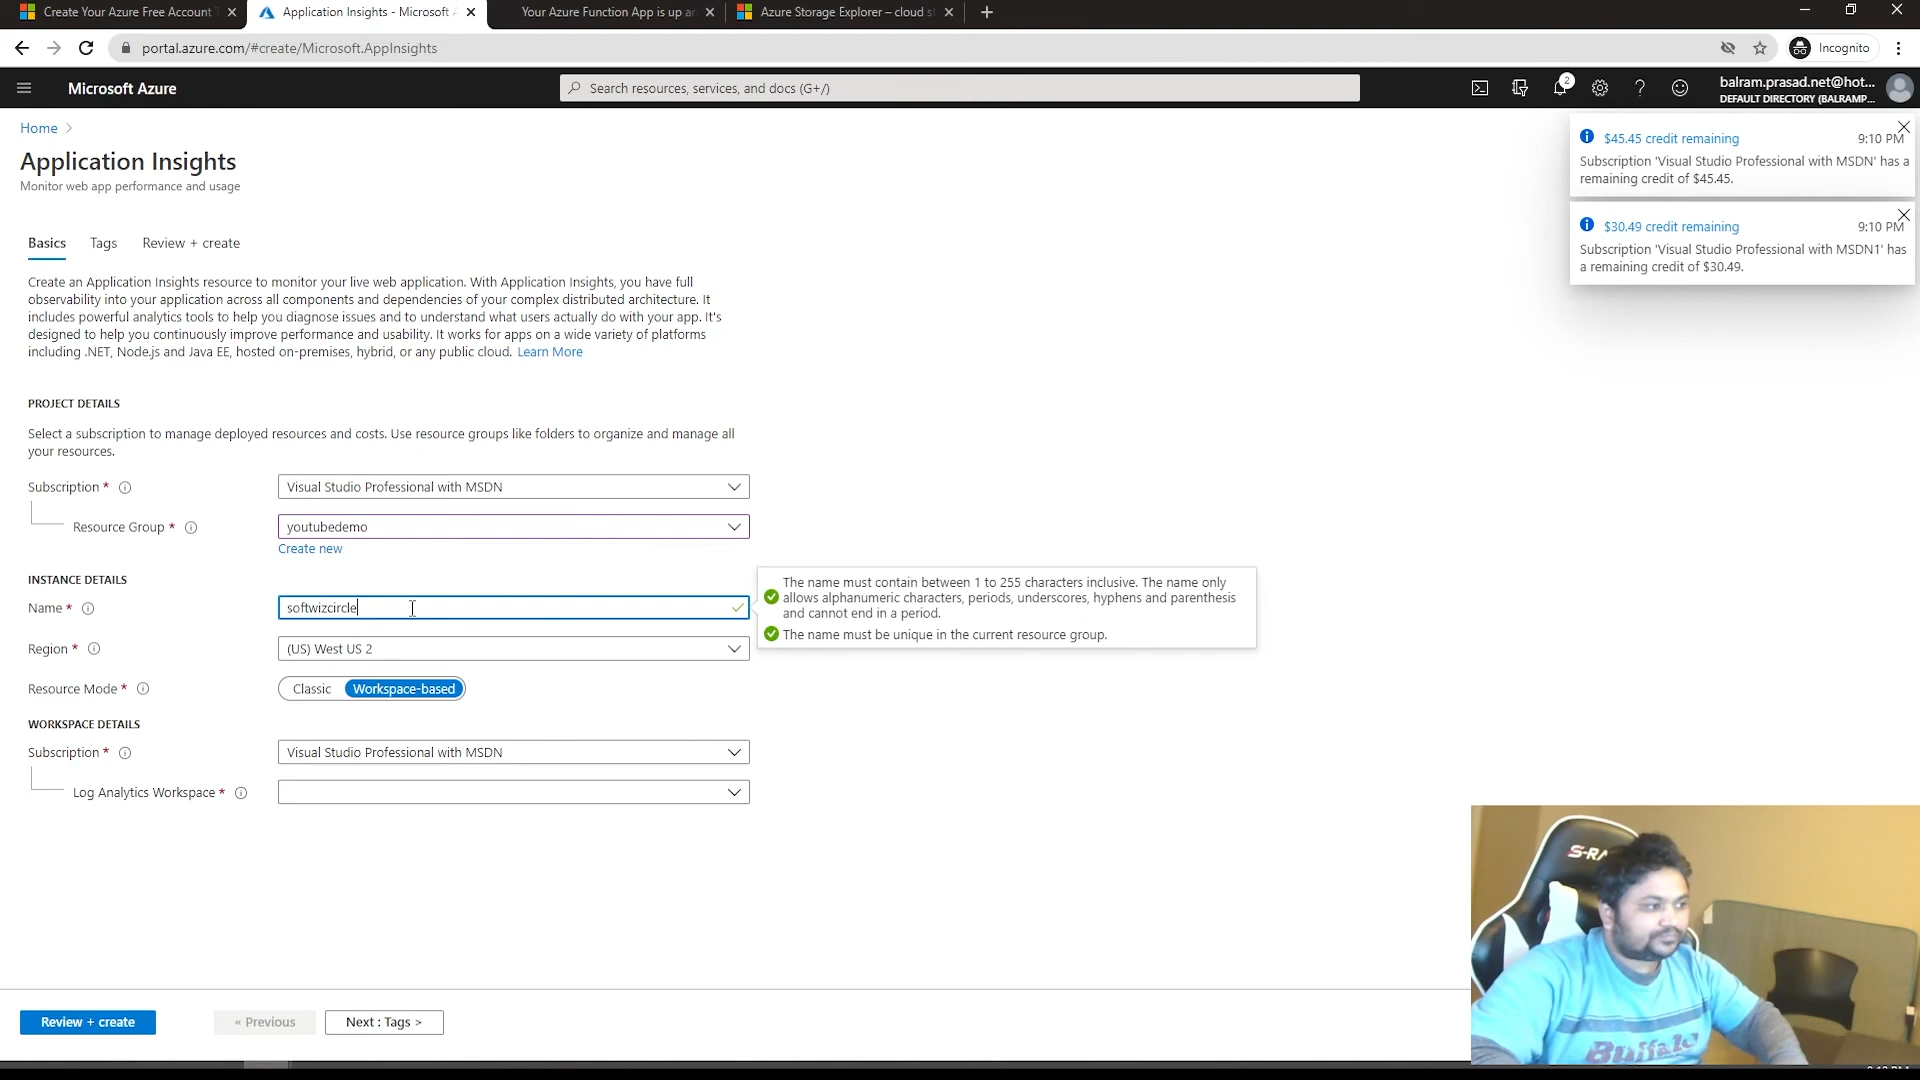 Create Your Azure Free Account T
Application Insights - Microsoft A
Your Azure Function App is up an
Azure Storage Explorer – cloud st
portal.azure.com/#create/Microsoft.AppInsights
Incognito
Microsoft Azure
Search resources, services, and docs (G+/)
2
balram.prasad.net@hot...
DEFAULT DIRECTORY (BALRAMP...
Home
$45.45 credit remaining
9:10 PM
Subscription 'Visual Studio Professional with MSDN' has a
remaining credit of $45.45.
$30.49 credit remaining
9:10 PM
Subscription 'Visual Studio Professional with MSDN1' has
a remaining credit of $30.49.
Application Insights
Monitor web app performance and usage
Basics
Tags
Review + create
Create an Application Insights resource to monitor your live web application. With Application Insights, you have full
observability into your application across all components and dependencies of your complex distributed architecture. It
includes powerful analytics tools to help you diagnose issues and to understand what users actually do with your app. It's
designed to help you continuously improve performance and usability. It works for apps on a wide variety of platforms
including .NET, Node.js and Java EE, hosted on-premises, hybrid, or any public cloud. Learn More
PROJECT DETAILS
Select a subscription to manage deployed resources and costs. Use resource groups like folders to organize and manage all
your resources.
Subscription *
Visual Studio Professional with MSDN
Resource Group *
youtubedemo
Create new
INSTANCE DETAILS
Name *
softwizcircle
The name must contain between 1 to 255 characters inclusive. The name only
allows alphanumeric characters, periods, underscores, hyphens and parenthesis
and cannot end in a period.
The name must be unique in the current resource group.
Region *
(US) West US 2
Resource Mode *
Classic
Workspace-based
WORKSPACE DETAILS
Subscription *
Visual Studio Professional with MSDN
Log Analytics Workspace *
Review + create
« Previous
Next : Tags >
Buffalo